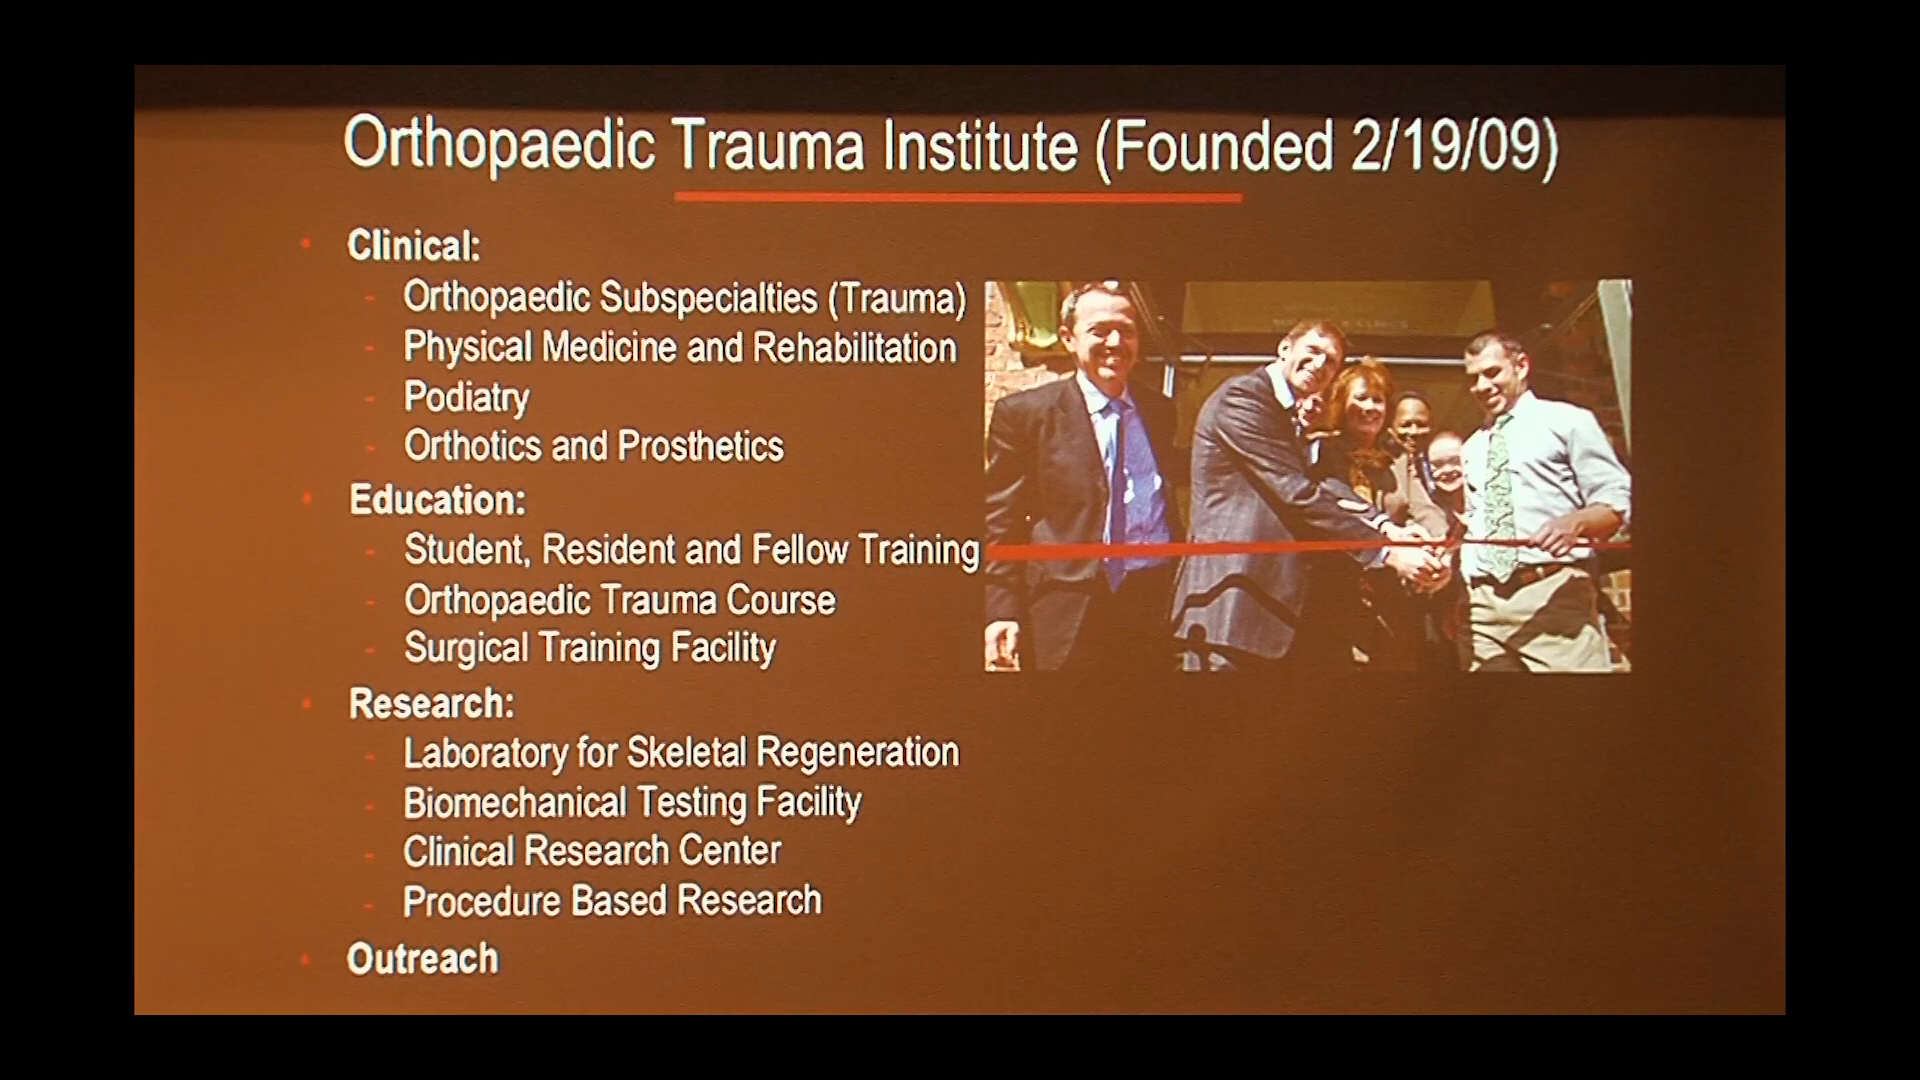 Orthopaedic Trauma Institute (Founded 2/19/09)
• Clinical:
- Orthopaedic Subspecialties (Trauma)
- Physical Medicine and Rehabilitation
- Podiatry
- Orthotics and Prosthetics
• Education:
- Student, Resident and Fellow Training
- Orthopaedic Trauma Course
- Surgical Training Facility
• Research:
- Laboratory for Skeletal Regeneration
- Biomechanical Testing Facility
- Clinical Research Center
- Procedure Based Research
• Outreach